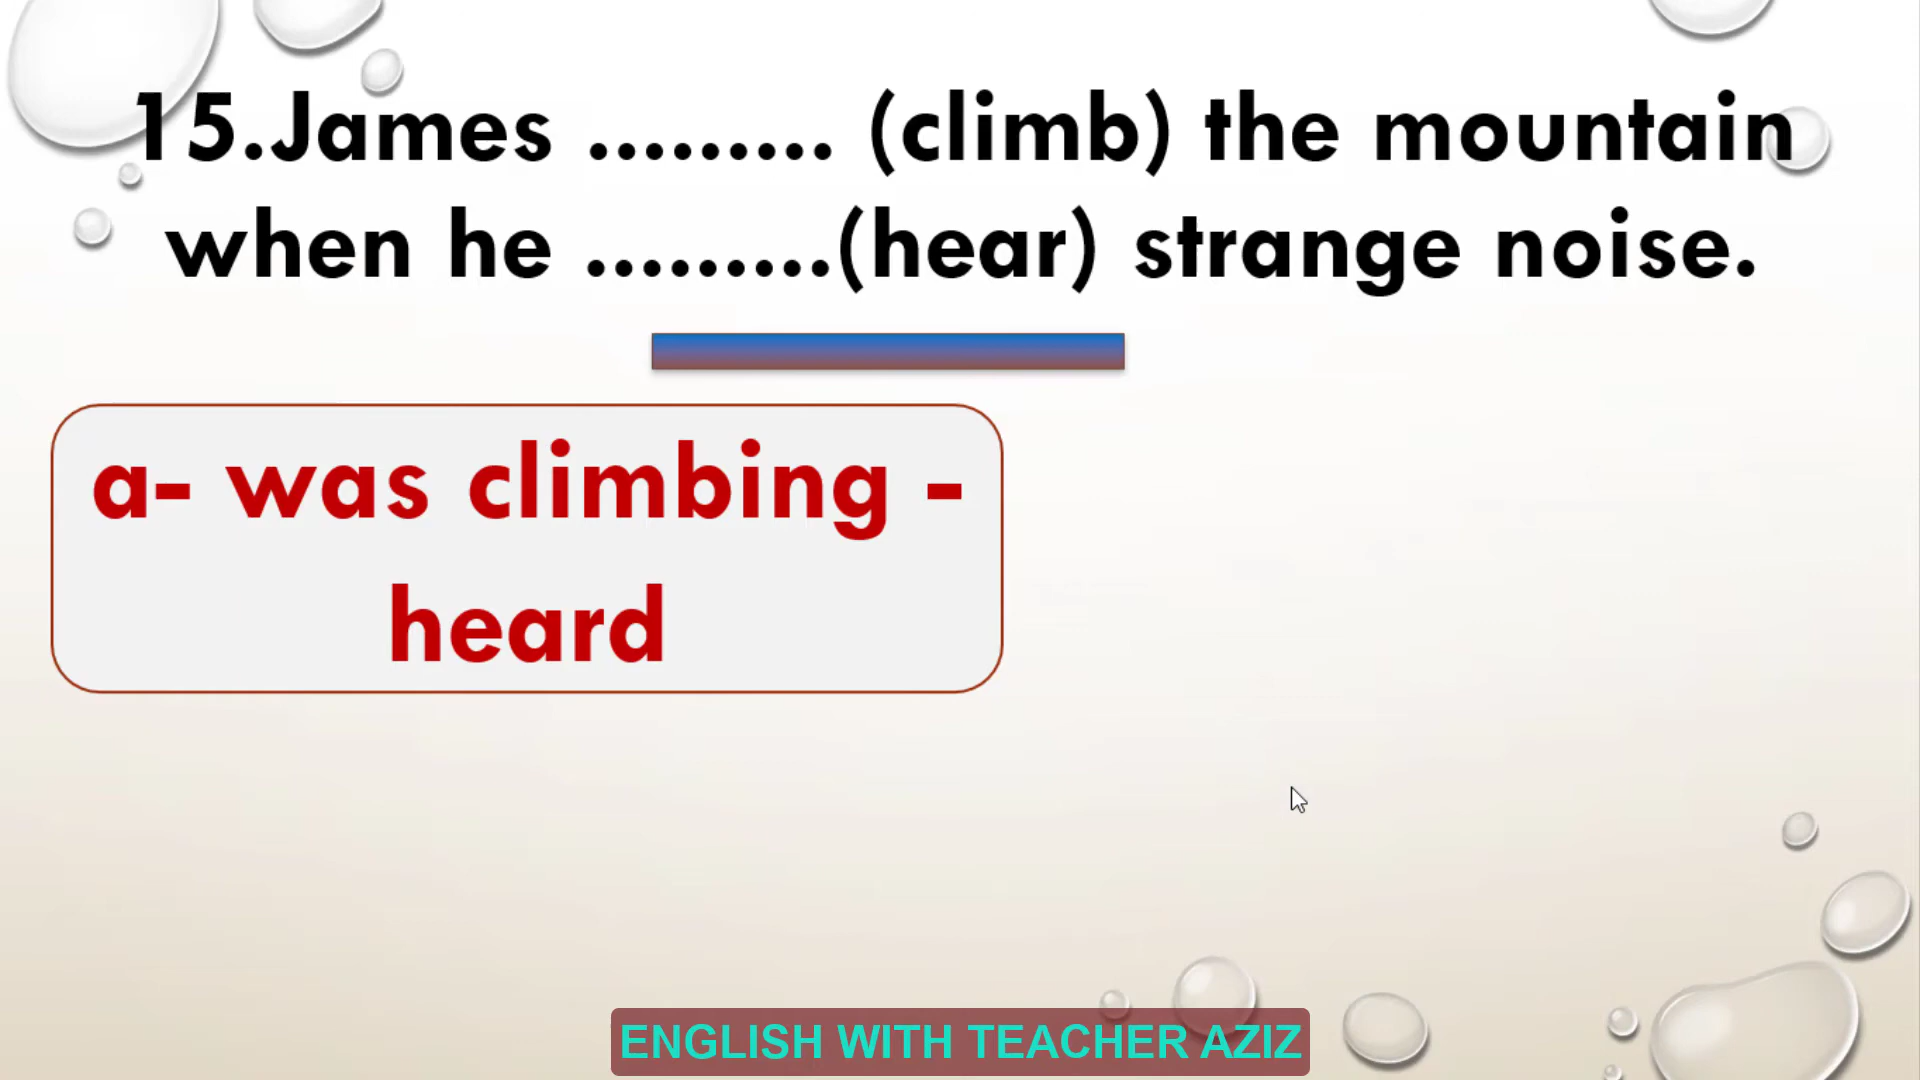 15.James ......... (climb) the mountain
when he .........(hear) strange noise.
a- was climbing -
heard
ENGLISH WITH TEACHER AZIZ